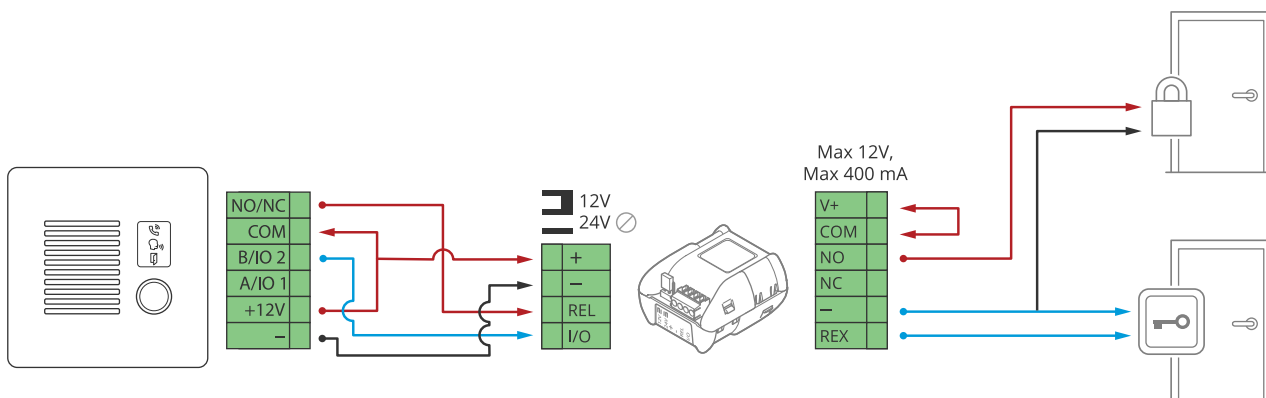 NO/NC
COM
B/IO 2
A/IO 1
+12V
–
12V
24V
+
–
REL
I/O
Max 12V,
Max 400 mA
V+
COM
NO
NC
–
REX